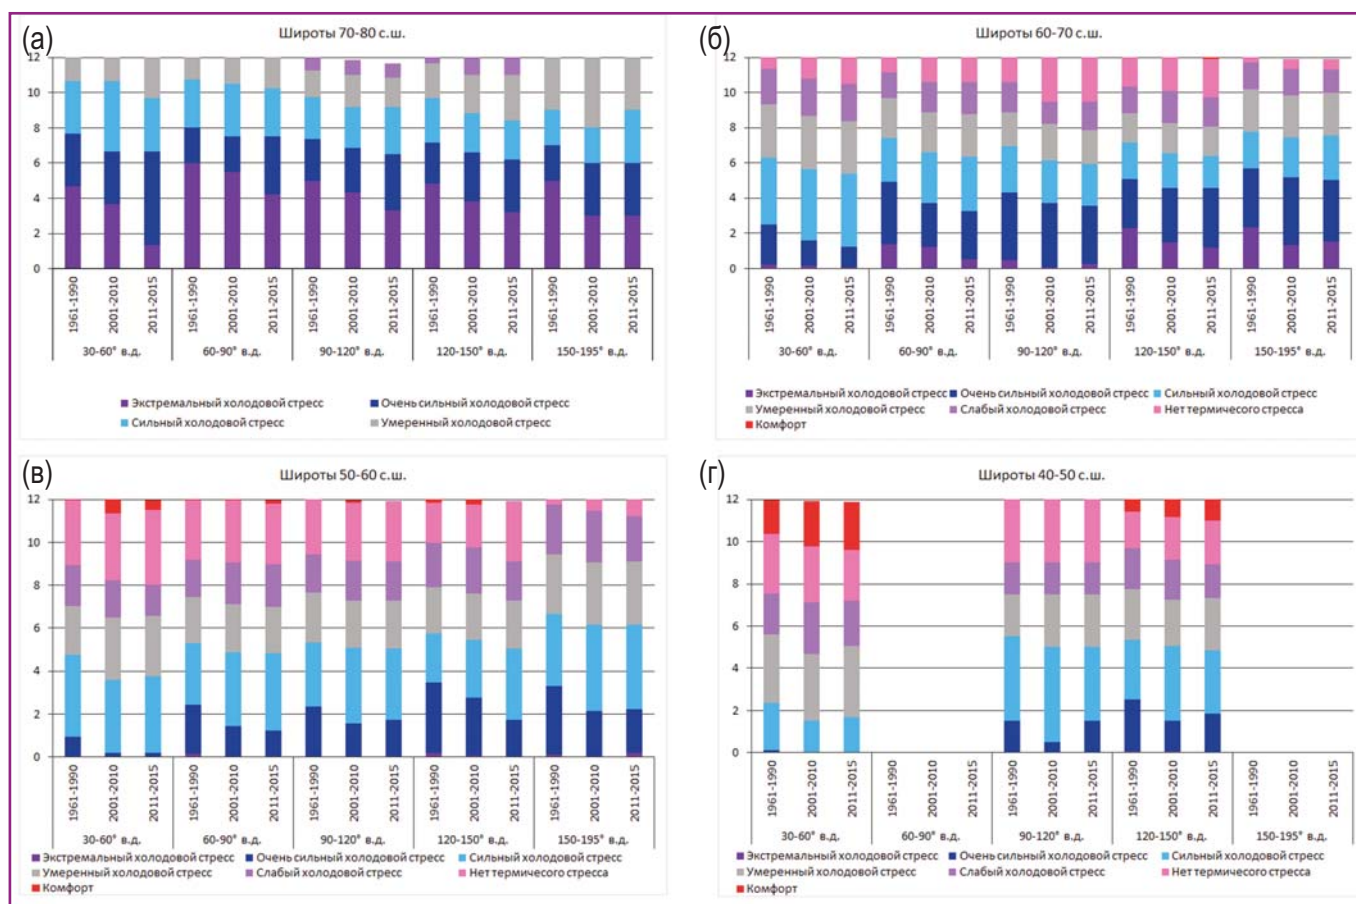 (а)
Широты 70-80 с.ш.
12
10
8
6
4
2
0
1961-1990
2001-2010
2011-2015
1961-1990
2001-2010
2011-2015
1961-1990
2001-2010
2011-2015
1961-1990
2001-2010
2011-2015
1961-1990
2001-2010
2011-2015
30-60° в.д.
60-90° в.д.
90-120° в.д.
120-150° в.д.
150-195° в.д.
Экстремальный холодовой стресс
Очень сильный холодовой стресс
Сильный холодовой стресс
Умеренный холодовой стресс
(б)
Широты 60-70 с.ш.
12
10
8
6
4
2
0
1961-1990
2001-2010
2011-2015
1961-1990
2001-2010
2011-2015
1961-1990
2001-2010
2011-2015
1961-1990
2001-2010
2011-2015
1961-1990
2001-2010
2011-2015
30-60° в.д.
60-90° в.д.
90-120° в.д.
120-150° в.д.
150-195° в.д.
Экстремальный холодовой стресс
Очень сильный холодовой стресс
Сильный холодовой стресс
Умеренный холодовой стресс
Слабый холодовой стресс
Нет термичесого стресса
Комфорт
(в)
Широты 50-60 с.ш.
12
10
8
6
4
2
0
1961-1990
2001-2010
2011-2015
1961-1990
2001-2010
2011-2015
1961-1990
2001-2010
2011-2015
1961-1990
2001-2010
2011-2015
1961-1990
2001-2010
2011-2015
30-60° в.д.
60-90° в.д.
90-120° в.д.
120-150° в.д.
150-195° в.д.
Экстремальный холодовой стресс
Очень сильный холодовой стресс
Сильный холодовой стресс
Умеренный холодовой стресс
Слабый холодовой стресс
Нет термичесого стресса
Комфорт
(г)
Широты 40-50 с.ш.
12
10
8
6
4
2
0
1961-1990
2001-2010
2011-2015
1961-1990
2001-2010
2011-2015
1961-1990
2001-2010
2011-2015
1961-1990
2001-2010
2011-2015
1961-1990
2001-2010
2011-2015
30-60° в.д.
60-90° в.д.
90-120° в.д.
120-150° в.д.
150-195° в.д.
Экстремальный холодовой стресс
Очень сильный холодовой стресс
Сильный холодовой стресс
Умеренный холодовой стресс
Слабый холодовой стресс
Нет термичесого стресса
Комфорт